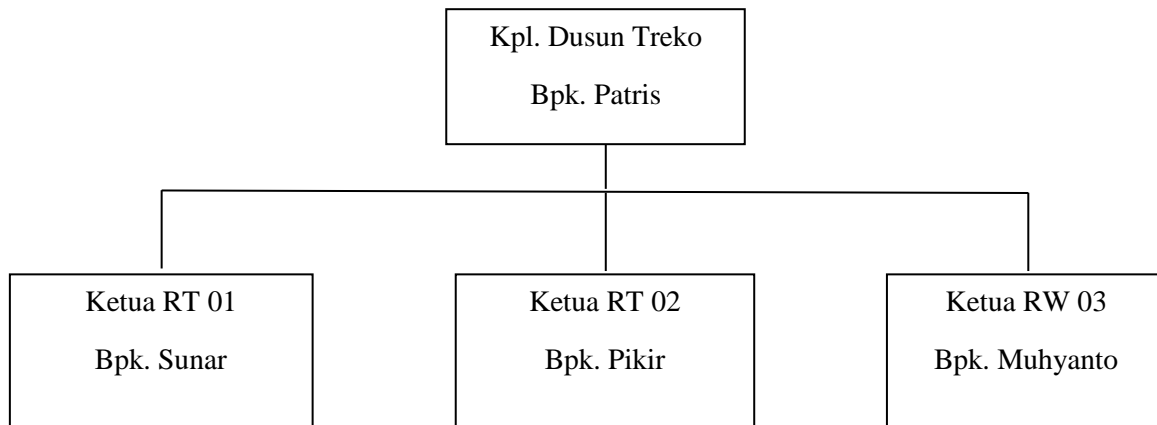 Kpl. Dusun Treko
Bpk. Patris
Ketua RT 01
Bpk. Sunar
Ketua RT 02
Bpk. Pikir
Ketua RW 03
Bpk. Muhyanto